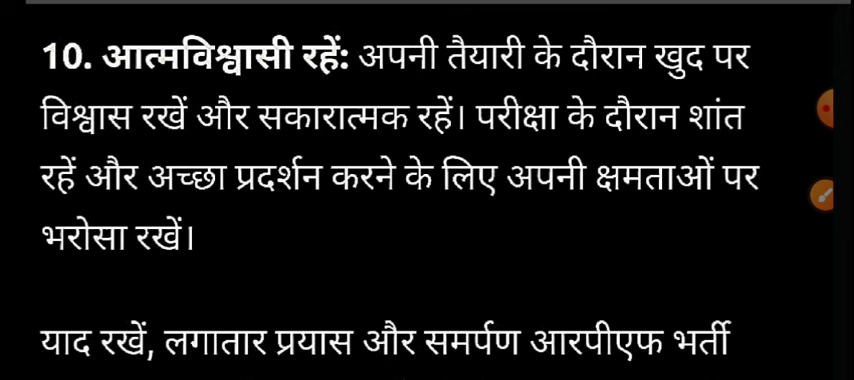 10. आत्मविश्वासी रहें: अपनी तैयारी के दौरान खुद पर
विश्वास रखें और सकारात्मक रहें। परीक्षा के दौरान शांत
रहें और अच्छा प्रदर्शन करने के लिए अपनी क्षमताओं पर
भरोसा रखें।
याद रखें, लगातार प्रयास और समर्पण आरपीएफ भर्ती